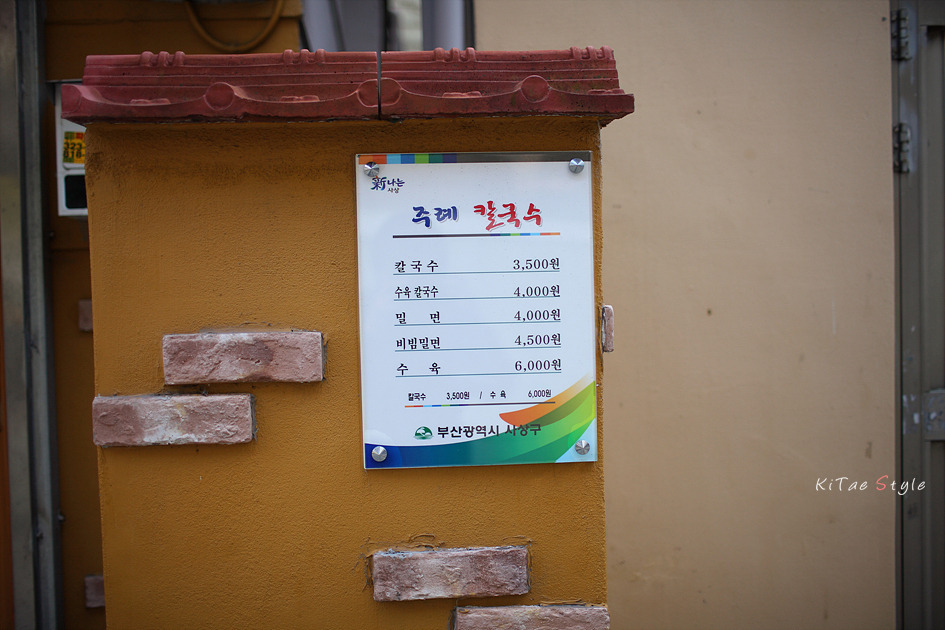 323-
618-
新나는
사상
주례 칼국수
칼국수 3,500원
수육칼국수 4,000원
밀면 4,000원
비빔밀면 4,500원
수육 6,000원
칼국수 3,500원 / 수육 6,000원
부산광역시 사상구
KiTae Style